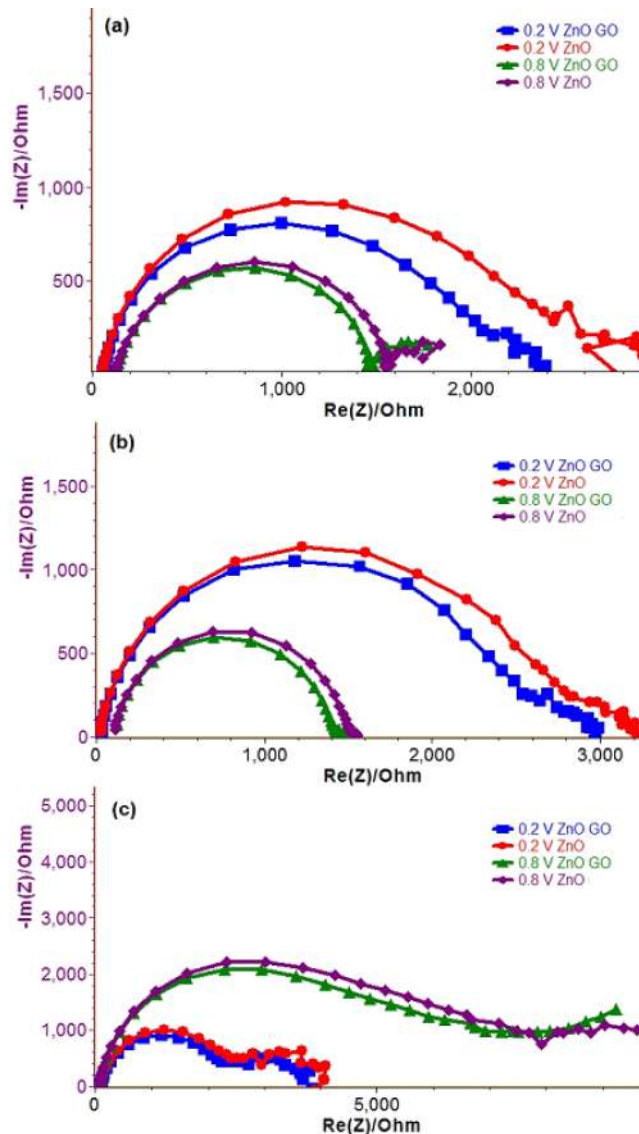 (a)
0.2 V ZnO GO
0.2 V ZnO
0.8 V ZnO GO
0.8 V ZnO
-Im(Z)/Ohm
1,500
1,000
500
0
1,000
2,000
Re(Z)/Ohm
(b)
0.2 V ZnO GO
0.2 V ZnO
0.8 V ZnO GO
0.8 V ZnO
-Im(Z)/Ohm
1,500
1,000
500
0
0
1,000
2,000
3,000
Re(Z)/Ohm
(c)
0.2 V ZnO GO
0.2 V ZnO
0.8 V ZnO GO
0.8 V ZnO
-Im(Z)/Ohm
5,000
4,000
3,000
2,000
1,000
0
0
5,000
Re(Z)/Ohm